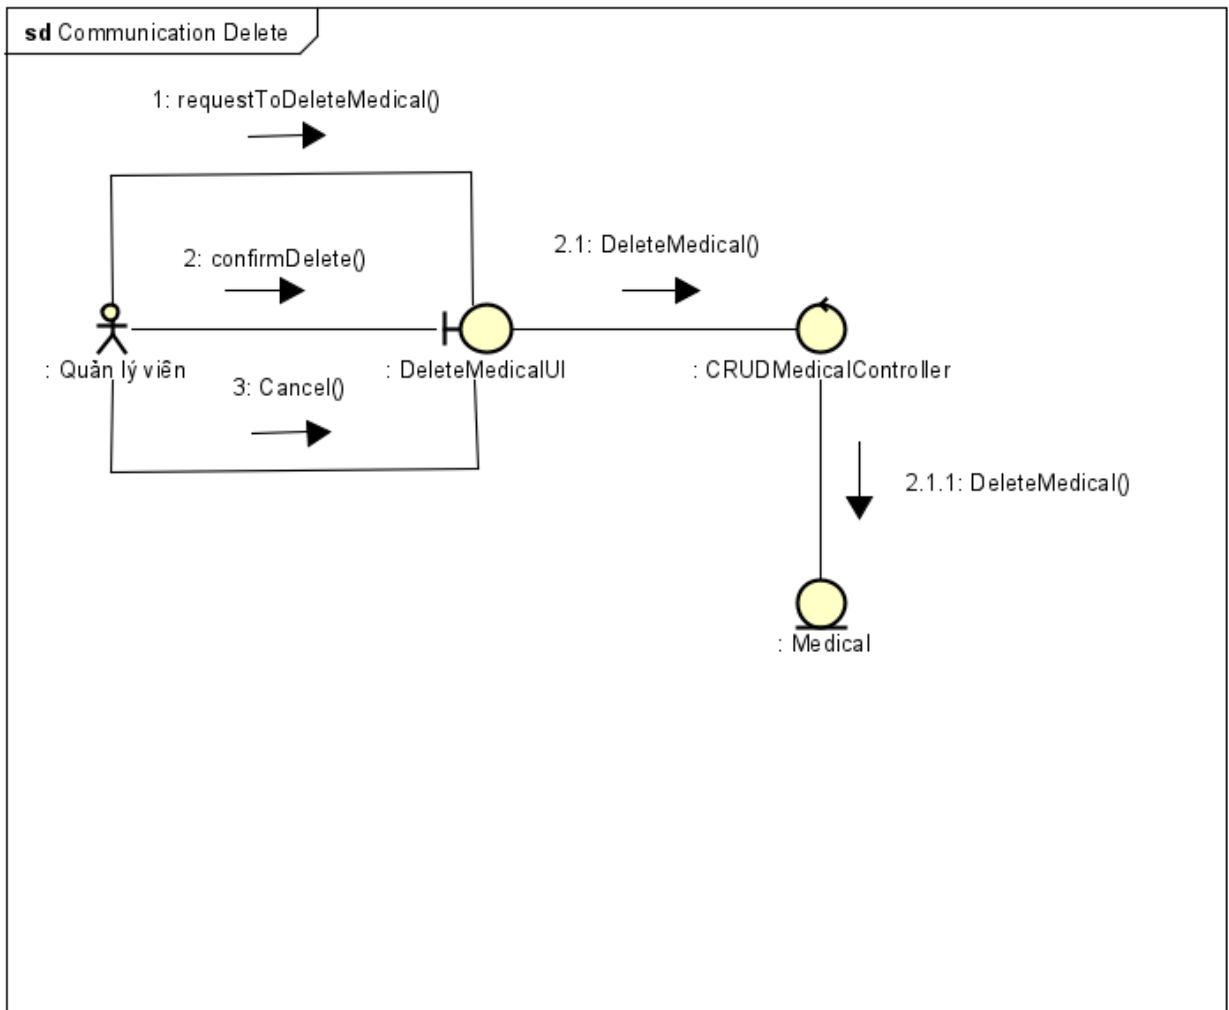 sd Communication Delete
1: requestToDeleteMedical()
2: confirmDelete()
2.1: DeleteMedical()
: Quản lý viên
: DeleteMedicalUI
: CRUDMedicalController
3: Cancel()
2.1.1: DeleteMedical()
: Medical